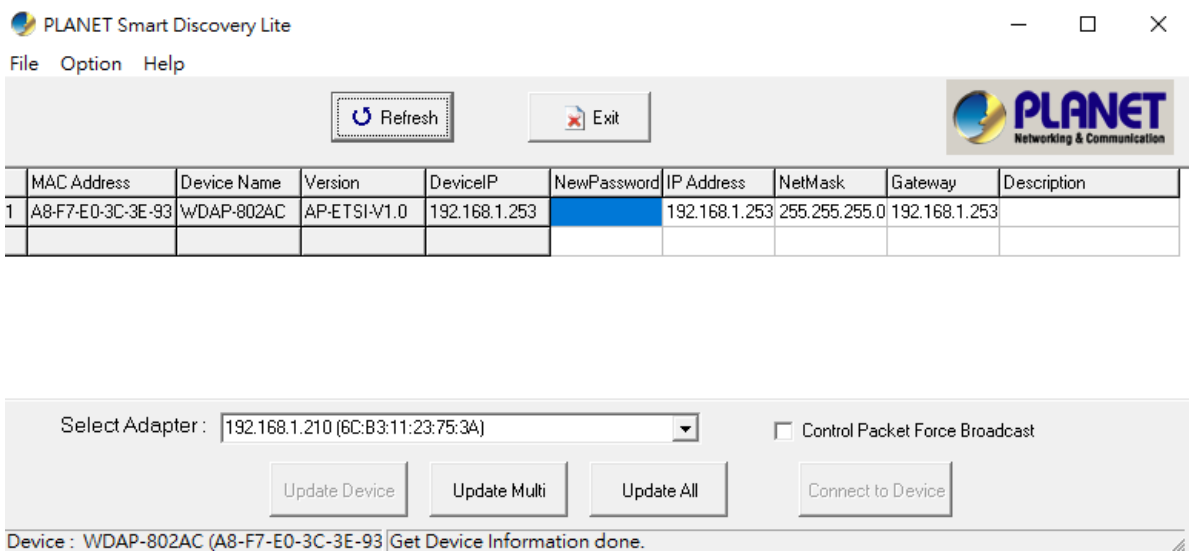 PLANET Smart Discovery Lite
File Option Help
Refresh Exit
PLANET
Networking & Communication
MAC Address Device Name Version DeviceIP NewPassword IP Address NetMask Gateway Description
1 A8-F7-E0-3C-3E-93 WDAP-802AC AP-ETSI-V1.0 192.168.1.253 192.168.1.253 255.255.255.0 192.168.1.253
Select Adapter : 192.168.1.210 (6C:B3:11:23:75:3A) Control Packet Force Broadcast
Update Device Update Multi Update All Connect to Device
Device : WDAP-802AC (A8-F7-E0-3C-3E-93 Get Device Information done.